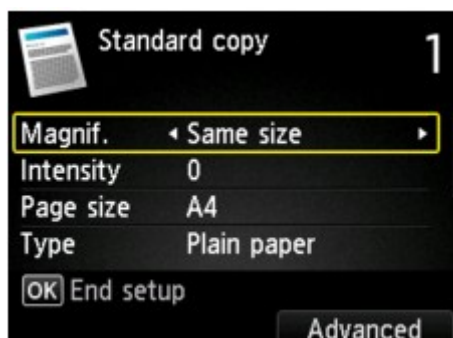 Standard copy 1
Magnif. Same size
Intensity 0
Page size A4
Type Plain paper
OK End setup
Advanced